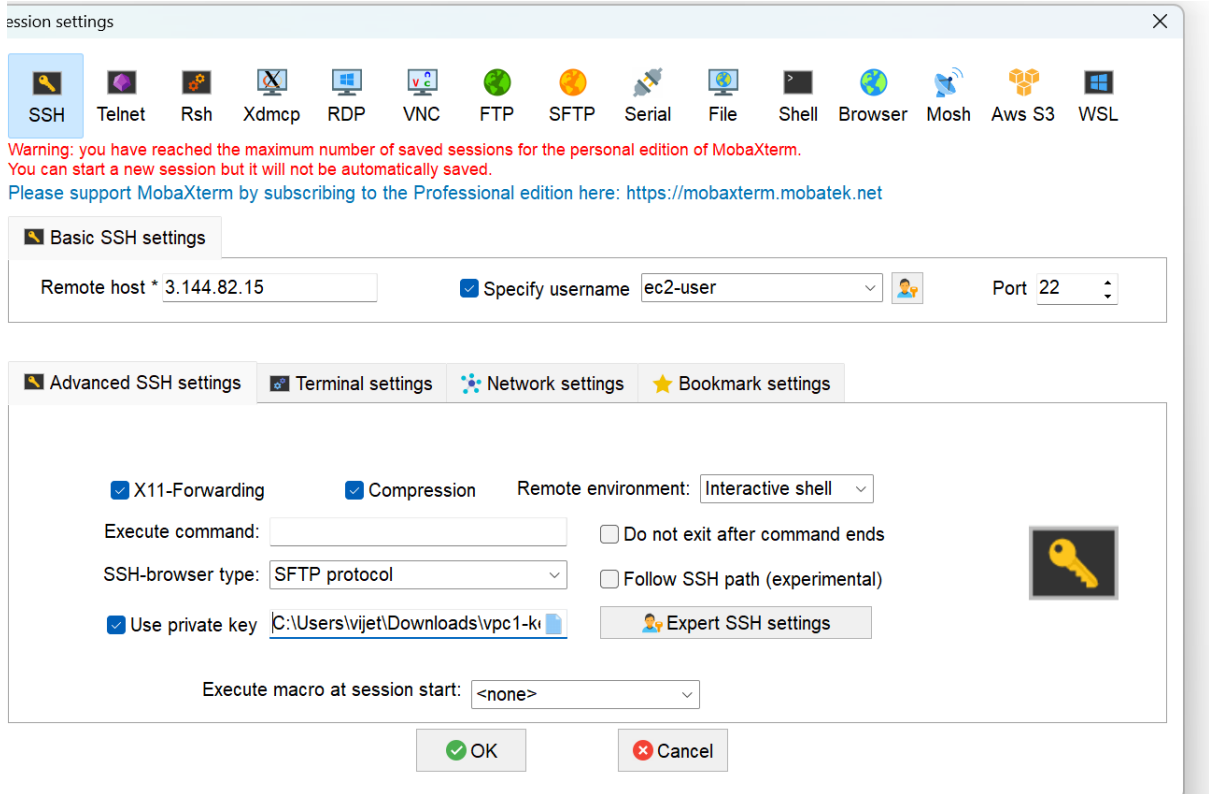 ession settings
SSH Telnet Rsh Xdmcp RDP VNC FTP SFTP Serial File Shell Browser Mosh Aws S3 WSL
Warning: you have reached the maximum number of saved sessions for the personal edition of MobaXterm.
You can start a new session but it will not be automatically saved.
Please support MobaXterm by subscribing to the Professional edition here: https://mobaxterm.mobatek.net
Basic SSH settings
Remote host * 3.144.82.15 Specify username ec2-user Port 22
Advanced SSH settings Terminal settings Network settings Bookmark settings
X11-Forwarding Compression Remote environment: Interactive shell
Execute command: Do not exit after command ends
SSH-browser type: SFTP protocol Follow SSH path (experimental)
Use private key C:\Users\vijet\Downloads\vpc1-k Expert SSH settings
Execute macro at session start: <none>
OK Cancel